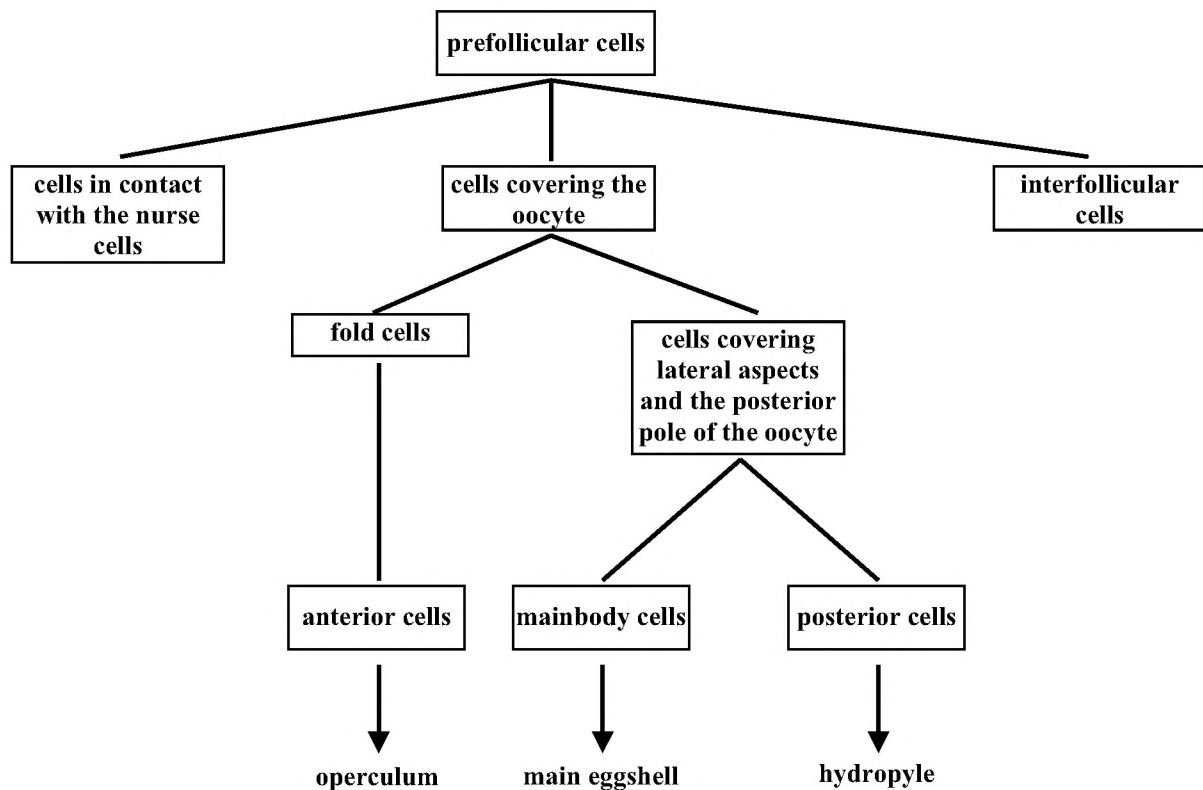 prefollicular cells
cells in contact
with the nurse
cells
cells covering the
oocyte
interfollicular
cells
fold cells
cells covering
lateral aspects
and the posterior
pole of the oocyte
anterior cells
mainbody cells
posterior cells
operculum
main eggshell
hydropyle